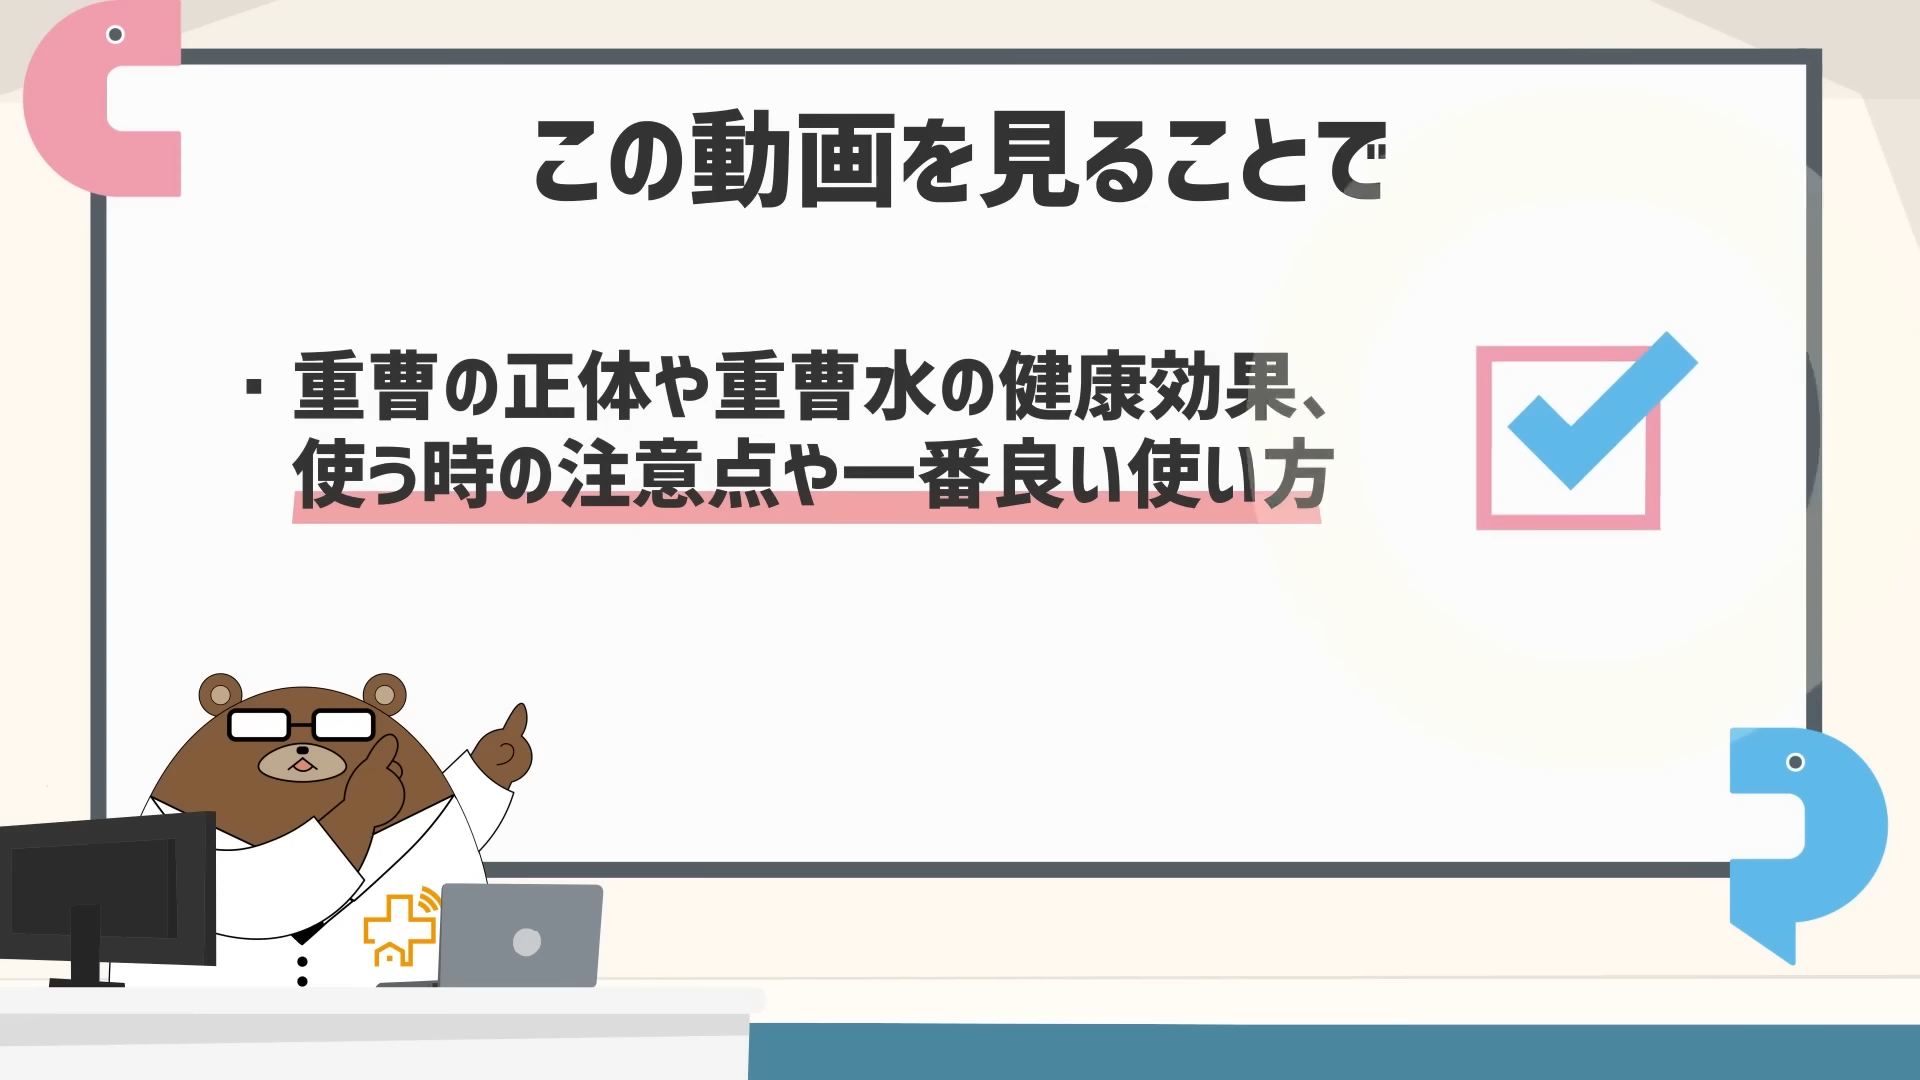 この動画を見ることで
・重曹の正体や重曹水の健康効果、
使う時の注意点や一番良い使い方